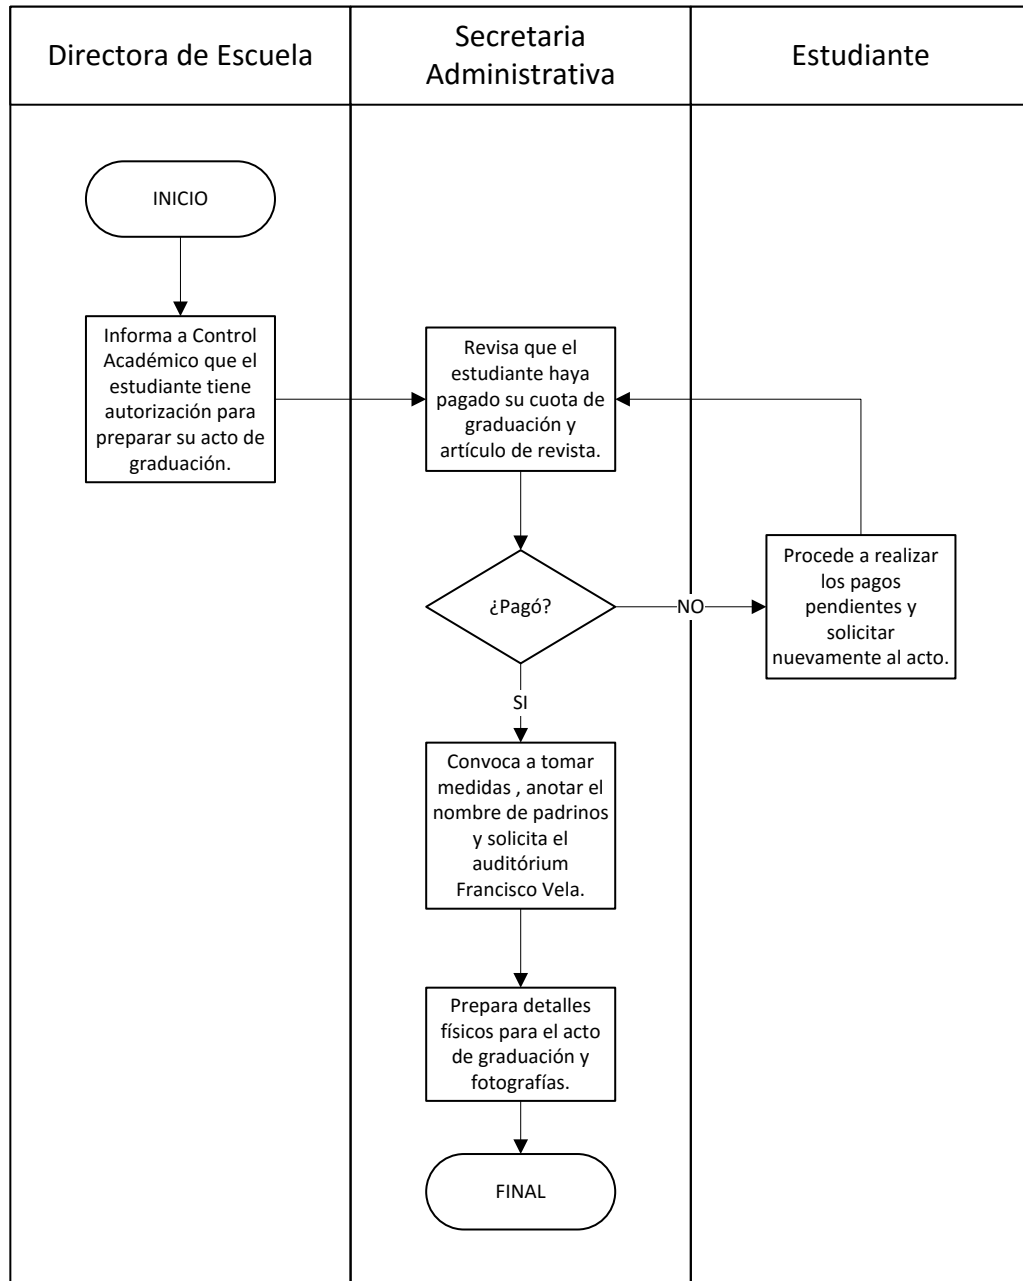 Directora de Escuela
Secretaria
Administrativa
Estudiante
INICIO
Informa a Control
Académico que el
estudiante tiene
autorización para
preparar su acto de
graduación.
Revisa que el
estudiante haya
pagado su cuota de
graduación y
artículo de revista.
¿Pagó?
NO
Procede a realizar
los pagos
pendientes y
solicitar
nuevamente al acto.
SI
Convoca a tomar
medidas , anotar el
nombre de padrinos
y solicita el
auditórium
Francisco Vela.
Prepara detalles
físicos para el acto
de graduación y
fotografías.
FINAL